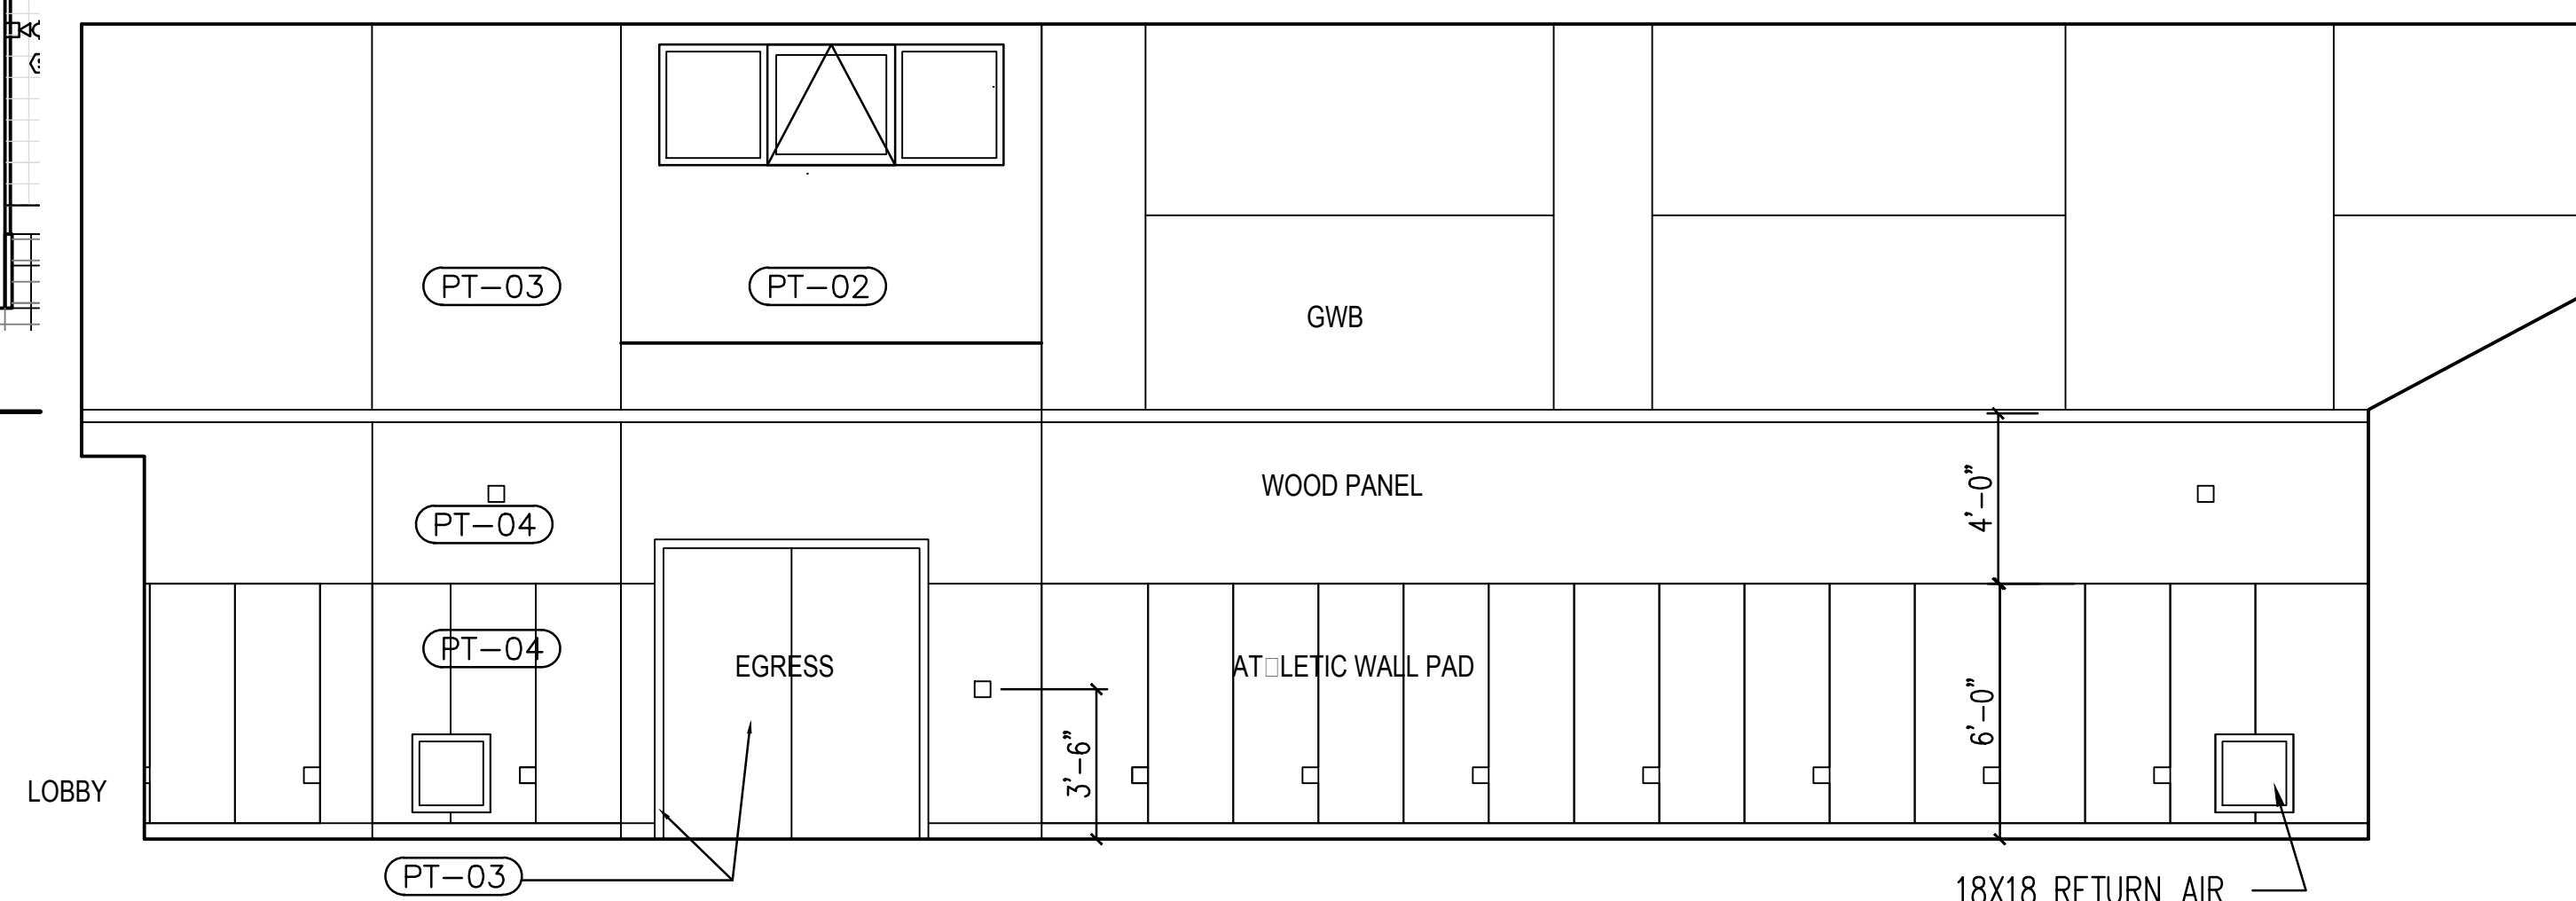 PT-03
PT-02
GWB
WOOD PANEL
4'-0"
PT-04
PT-04
EGRESS
AT□LETIC WALL PAD
6'-0"
3'-6"
LOBBY
PT-03
18X18 RETURN AIR